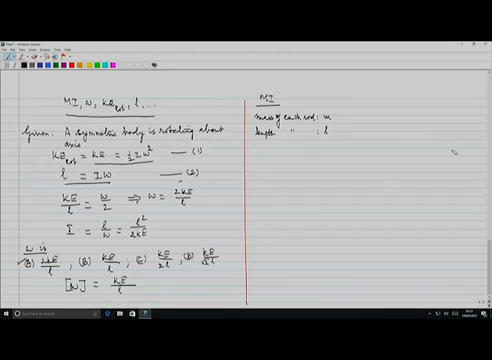 MI, ω, KE_rot, l, ...
Given: A symmetric body is rotating about
axis
KE_rot = KE = 1/2 Iω² —— (1)
l = Iω —— (2)
KE/l = ω/2 ⟹ ω = 2KE/l
I = l/ω = l²/2KE
ω is
✓(A) 2KE/l , (B) KE/l ; (C) KE/2l , (D) KE/√2 l
[ω] = KE/l
MI
mass of each rod : m
length " : l